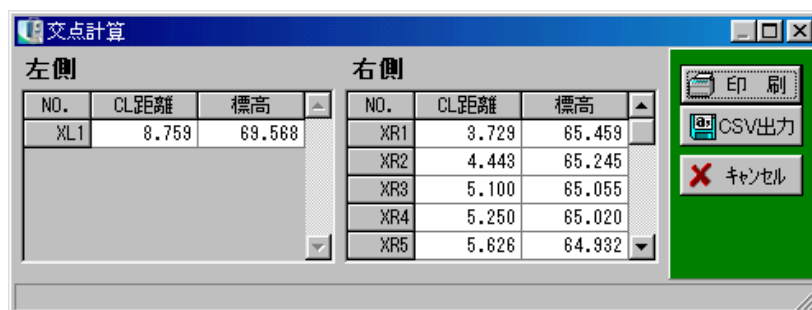 交点計算
左側
NO. CL距離 標高
XL1 8.759 69.568
右側
NO. CL距離 標高
XR1 3.729 65.459
XR2 4.443 65.245
XR3 5.100 65.055
XR4 5.250 65.020
XR5 5.626 64.932
印 刷
CSV出力
キャンセル